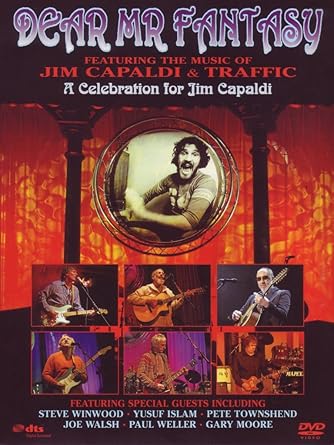 DEAR MR FANTASY
FEATURING THE MUSIC OF
JIM CAPALDI & TRAFFIC
A Celebration for Jim Capaldi
FEATURING SPECIAL GUESTS INCLUDING
STEVE WINWOOD · YUSUF ISLAM · PETE TOWNSHEND
JOE WALSH · PAUL WELLER · GARY MOORE
dts
DVD
VIDEO